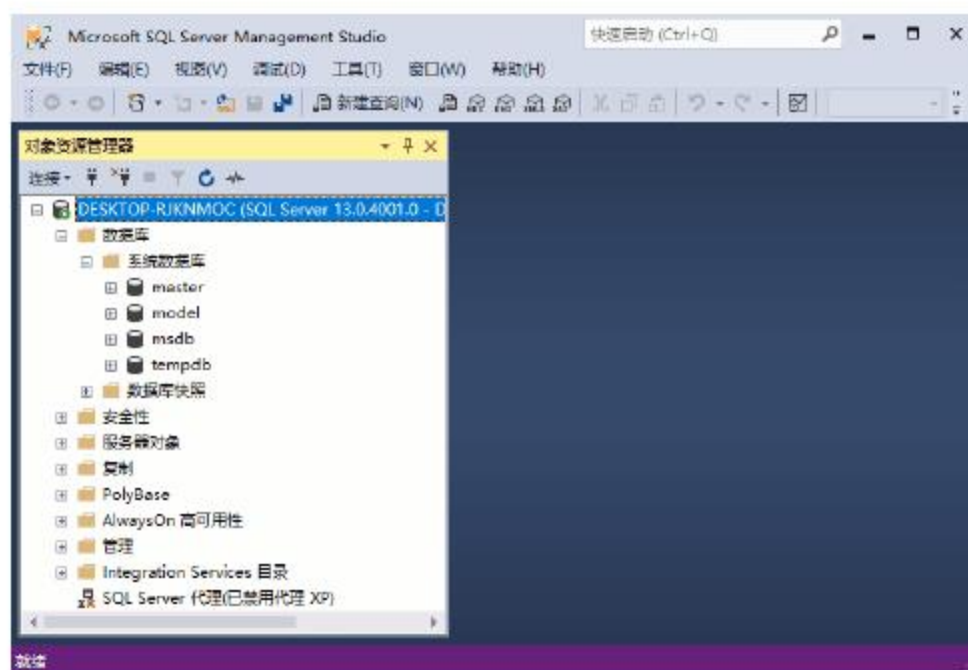 Microsoft SQL Server Management Studio
快速启动 (Ctrl+Q)
文件(F) 编辑(E) 视图(V) 调试(D) 工具(T) 窗口(W) 帮助(H)
新建查询(N)
对象资源管理器
连接
DESKTOP-RJKNMOC (SQL Server 13.0.4001.0 - D
数据库
系统数据库
master
model
msdb
tempdb
数据库快照
安全性
服务器对象
复制
PolyBase
AlwaysOn 高可用性
管理
Integration Services 目录
SQL Server 代理(已禁用代理 XP)
就绪